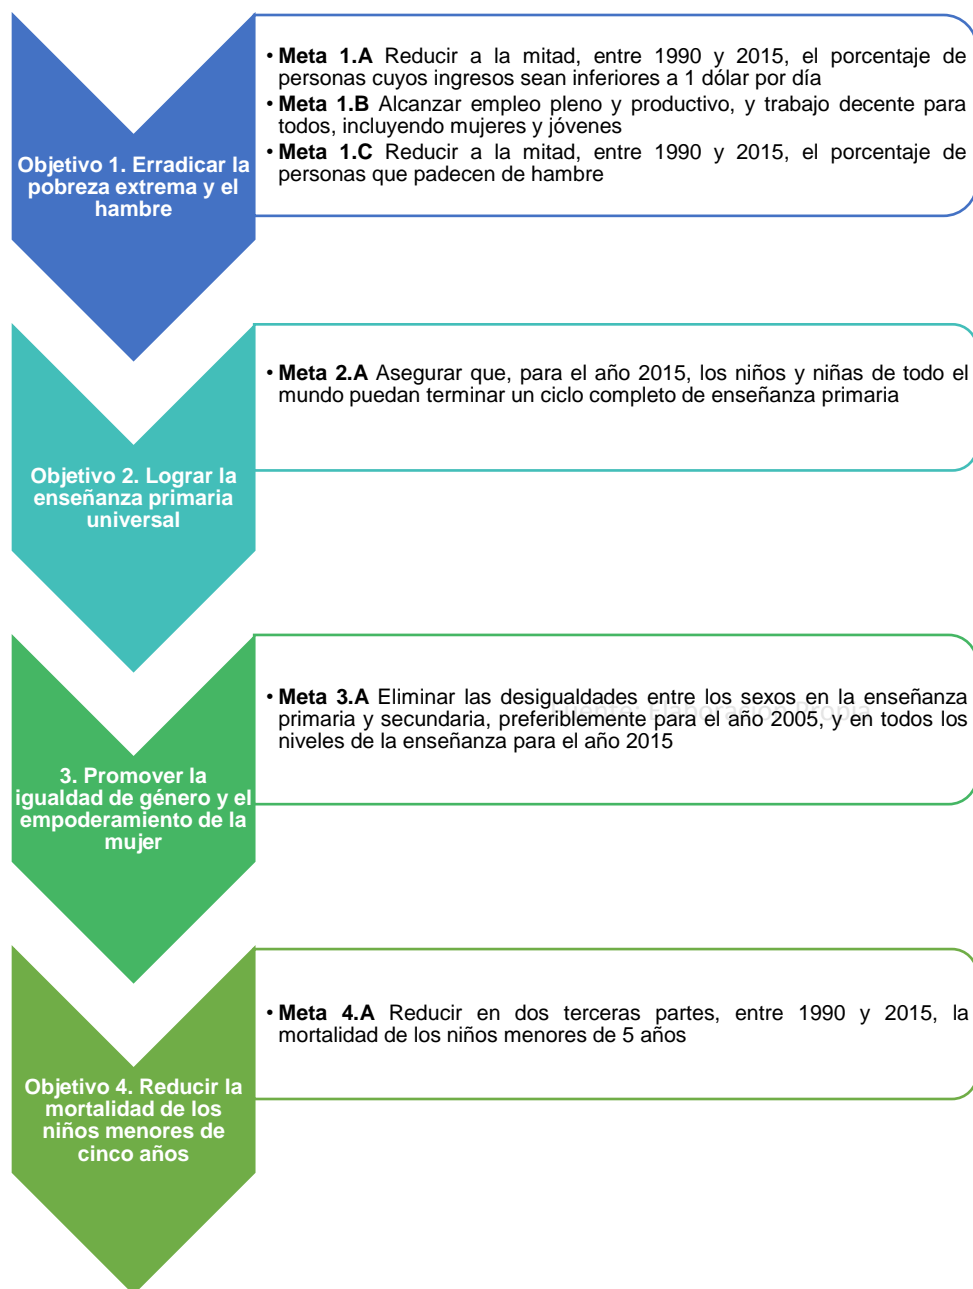 Objetivo 1. Erradicar la
pobreza extrema y el
hambre
• Meta 1.A Reducir a la mitad, entre 1990 y 2015, el porcentaje de
personas cuyos ingresos sean inferiores a 1 dólar por día
• Meta 1.B Alcanzar empleo pleno y productivo, y trabajo decente para
todos, incluyendo mujeres y jóvenes
• Meta 1.C Reducir a la mitad, entre 1990 y 2015, el porcentaje de
personas que padecen de hambre
Objetivo 2. Lograr la
enseñanza primaria
universal
• Meta 2.A Asegurar que, para el año 2015, los niños y niñas de todo el
mundo puedan terminar un ciclo completo de enseñanza primaria
3. Promover la
igualdad de género y el
empoderamiento de la
mujer
• Meta 3.A Eliminar las desigualdades entre los sexos en la enseñanza
primaria y secundaria, preferiblemente para el año 2005, y en todos los
niveles de la enseñanza para el año 2015
Fuente: Elaboración Propia
Objetivo 4. Reducir la
mortalidad de los
niños menores de
cinco años
• Meta 4.A Reducir en dos terceras partes, entre 1990 y 2015, la
mortalidad de los niños menores de 5 años